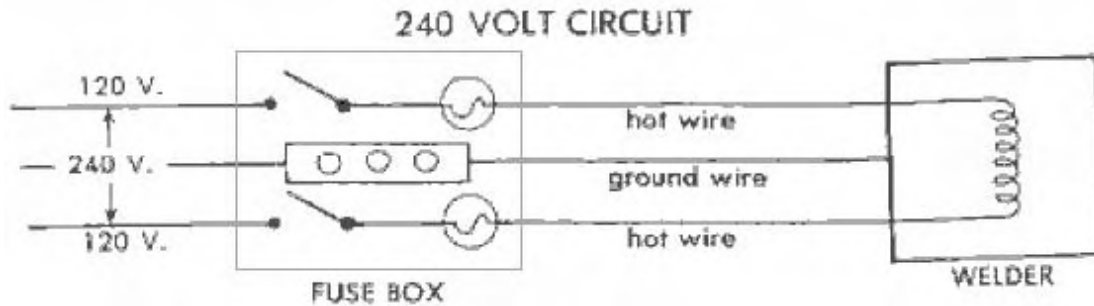 240 VOLT CIRCUIT
120 V.
hot wire
240 V.
ground wire
120 V.
hot wire
FUSE BOX
WELDER